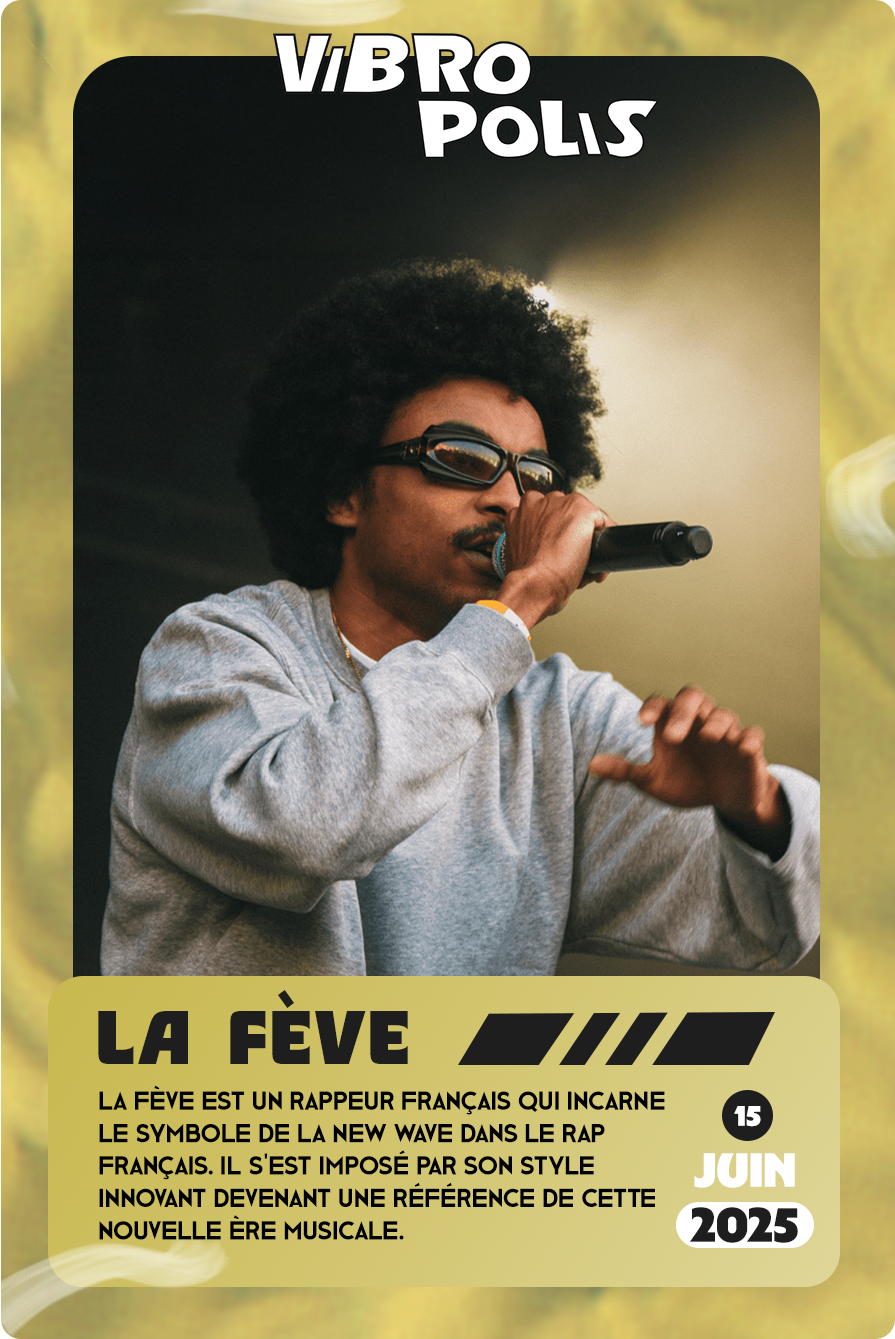 VIBRO
POLIS
LA FÈVE
LA FÈVE EST UN RAPPEUR FRANÇAIS QUI INCARNE
LE SYMBOLE DE LA NEW WAVE DANS LE RAP
FRANÇAIS. IL S'EST IMPOSÉ PAR SON STYLE
INNOVANT DEVENANT UNE RÉFÉRENCE DE CETTE
NOUVELLE ÈRE MUSICALE.
15
JUIN
2025